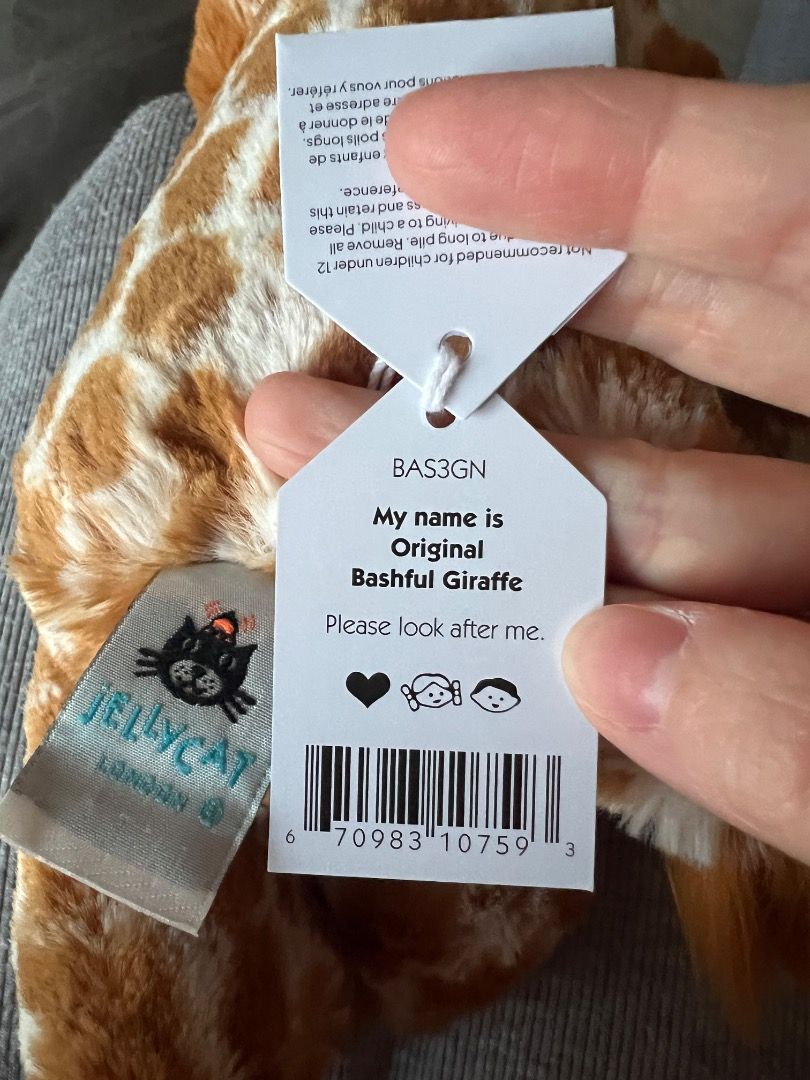 Not recommended for children under 12
due to long pile. Remove all
to a child. Please
and retain this
enfants de
poils longs.
de le donner à
adresse et
pour vous y référer.
BAS3GN
My name is
Original
Bashful Giraffe
Please look after me.
6 70983 10759 3
JELLYCAT
LONDON ®